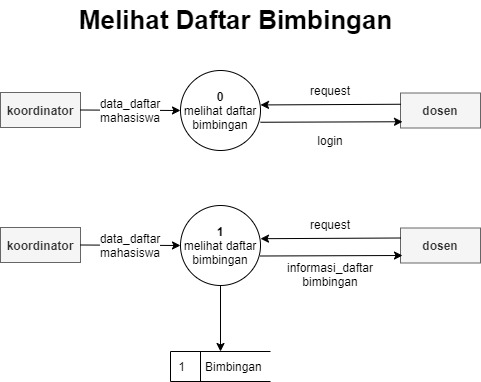 Melihat Daftar Bimbingan
koordinator
data_daftar
mahasiswa
0
melihat daftar
bimbingan
request
login
dosen
koordinator
data_daftar
mahasiswa
1
melihat daftar
bimbingan
request
informasi_daftar
bimbingan
dosen
1
Bimbingan